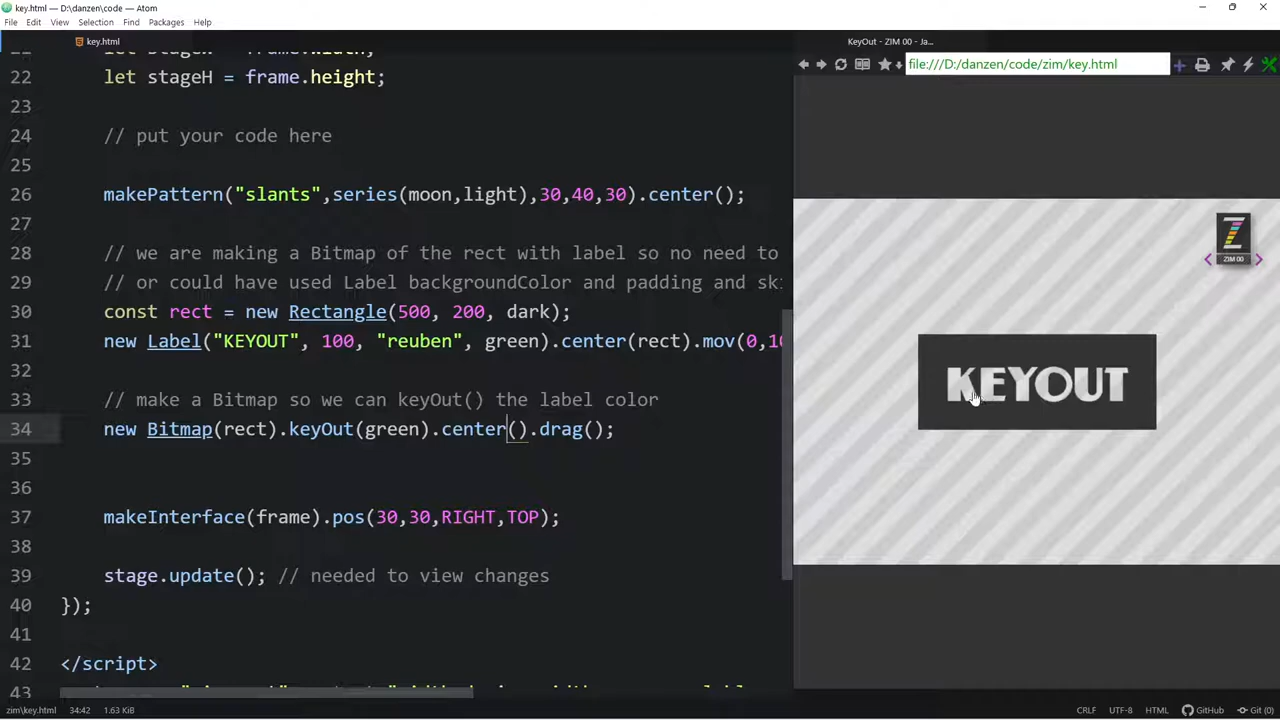 key.html — D:\danzen\code — Atom
File Edit View Selection Find Packages Help
key.html
KeyOut - ZIM 00 - Ja...
file:///D:/danzen/code/zim/key.html
22 let stageH = frame.height;
23
24 // put your code here
25
26 makePattern("slants",series(moon,light),30,40,30).center();
27
28 // we are making a Bitmap of the rect with label so no need to
29 // or could have used Label backgroundColor and padding and ski
30 const rect = new Rectangle(500, 200, dark);
31 new Label("KEYOUT", 100, "reuben", green).center(rect).mov(0,10
32
33 // make a Bitmap so we can keyOut() the label color
34 new Bitmap(rect).keyOut(green).center().drag();
35
36
37 makeInterface(frame).pos(30,30,RIGHT,TOP);
38
39 stage.update(); // needed to view changes
40 });
41
42 </script>
43
Z
ZIM 00
KEYOUT
zim\key.html 34:42 1.63 KiB
CRLF UTF-8 HTML GitHub Git (0)